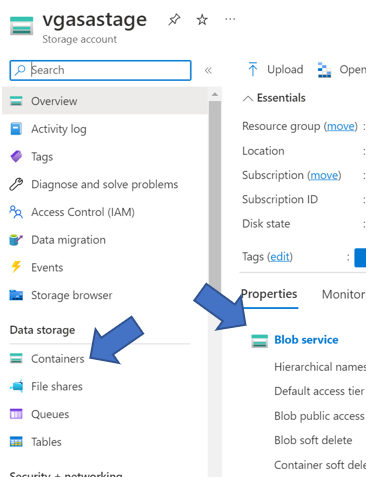 vgasastage
Storage account
Search
«
Overview
Activity log
Tags
Diagnose and solve problems
Access Control (IAM)
Data migration
Events
Storage browser
Data storage
Containers
File shares
Queues
Tables
Security + networking
Upload
Open
Essentials
Resource group (move) :
Location
Subscription (move) :
Subscription ID
Disk state
Tags (edit) :
Properties
Monitor
Blob service
Hierarchical names
Default access tier
Blob public access
Blob soft delete
Container soft dele